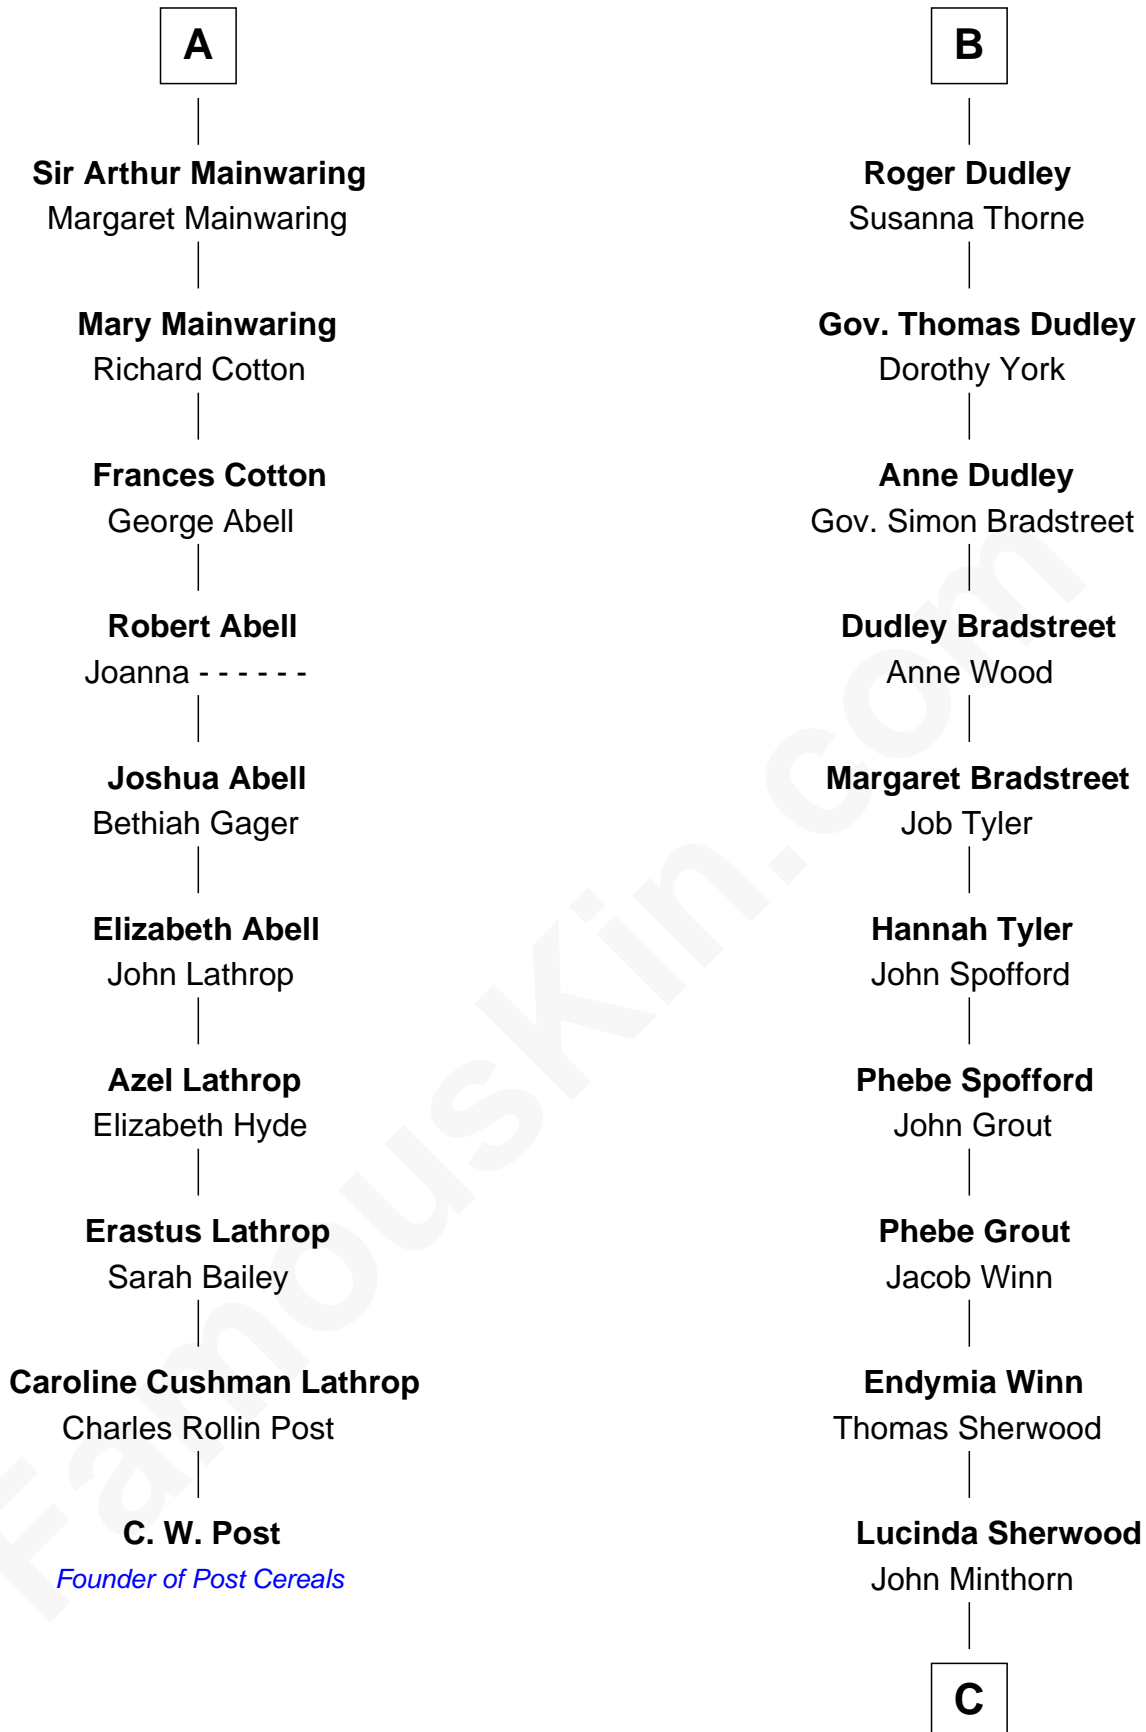 A
Sir Arthur Mainwaring
Margaret Mainwaring
Mary Mainwaring
Richard Cotton
Frances Cotton
George Abell
Robert Abell
Joanna - - - - - -
Joshua Abell
Bethiah Gager
Elizabeth Abell
John Lathrop
Azel Lathrop
Elizabeth Hyde
Erastus Lathrop
Sarah Bailey
Caroline Cushman Lathrop
Charles Rollin Post
C. W. Post
Founder of Post Cereals
B
Roger Dudley
Susanna Thorne
Gov. Thomas Dudley
Dorothy York
Anne Dudley
Gov. Simon Bradstreet
Dudley Bradstreet
Anne Wood
Margaret Bradstreet
Job Tyler
Hannah Tyler
John Spofford
Phebe Spofford
John Grout
Phebe Grout
Jacob Winn
Endymia Winn
Thomas Sherwood
Lucinda Sherwood
John Minthorn
C
FamousKin.com